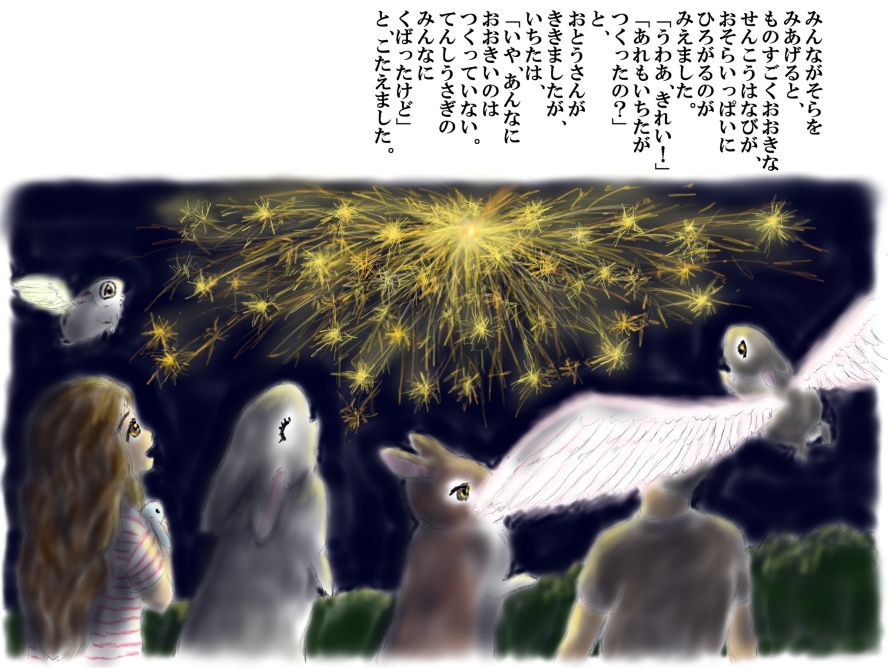 みんながそらを
みあげると、
ものすごくおおきな
せんこうはなびが、
おそらいっぱいに
ひろがるのが
みえました。
「うわあ、きれい！」
「あれもいちたが
つくったの？」
と、
おとうさんが
ききましたが、
いちたは、
「いや、あんなに
おおきいのは
つくっていない。
てんしうさぎの
みんなに
くばったけど」
と、こたえました。